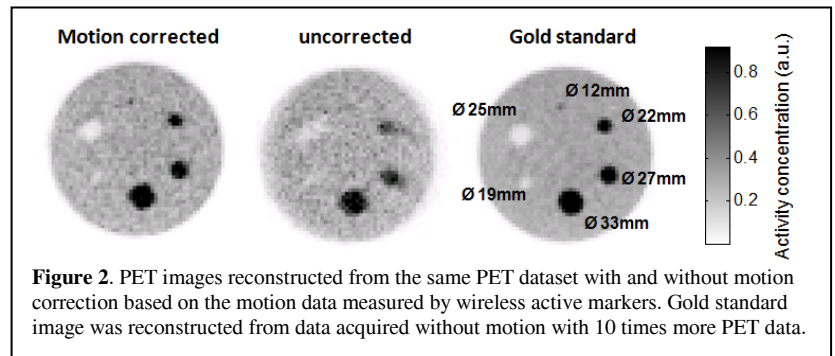 Motion corrected
uncorrected
Gold standard
Ø 12mm
Ø 25mm
Ø 22mm
Ø 27mm
Ø 19mm
Ø 33mm
0.8
0.6
0.4
0.2
Activity concentration (a.u.)
Figure 2. PET images reconstructed from the same PET dataset with and without motion
correction based on the motion data measured by wireless active markers. Gold standard
image was reconstructed from data acquired without motion with 10 times more PET data.